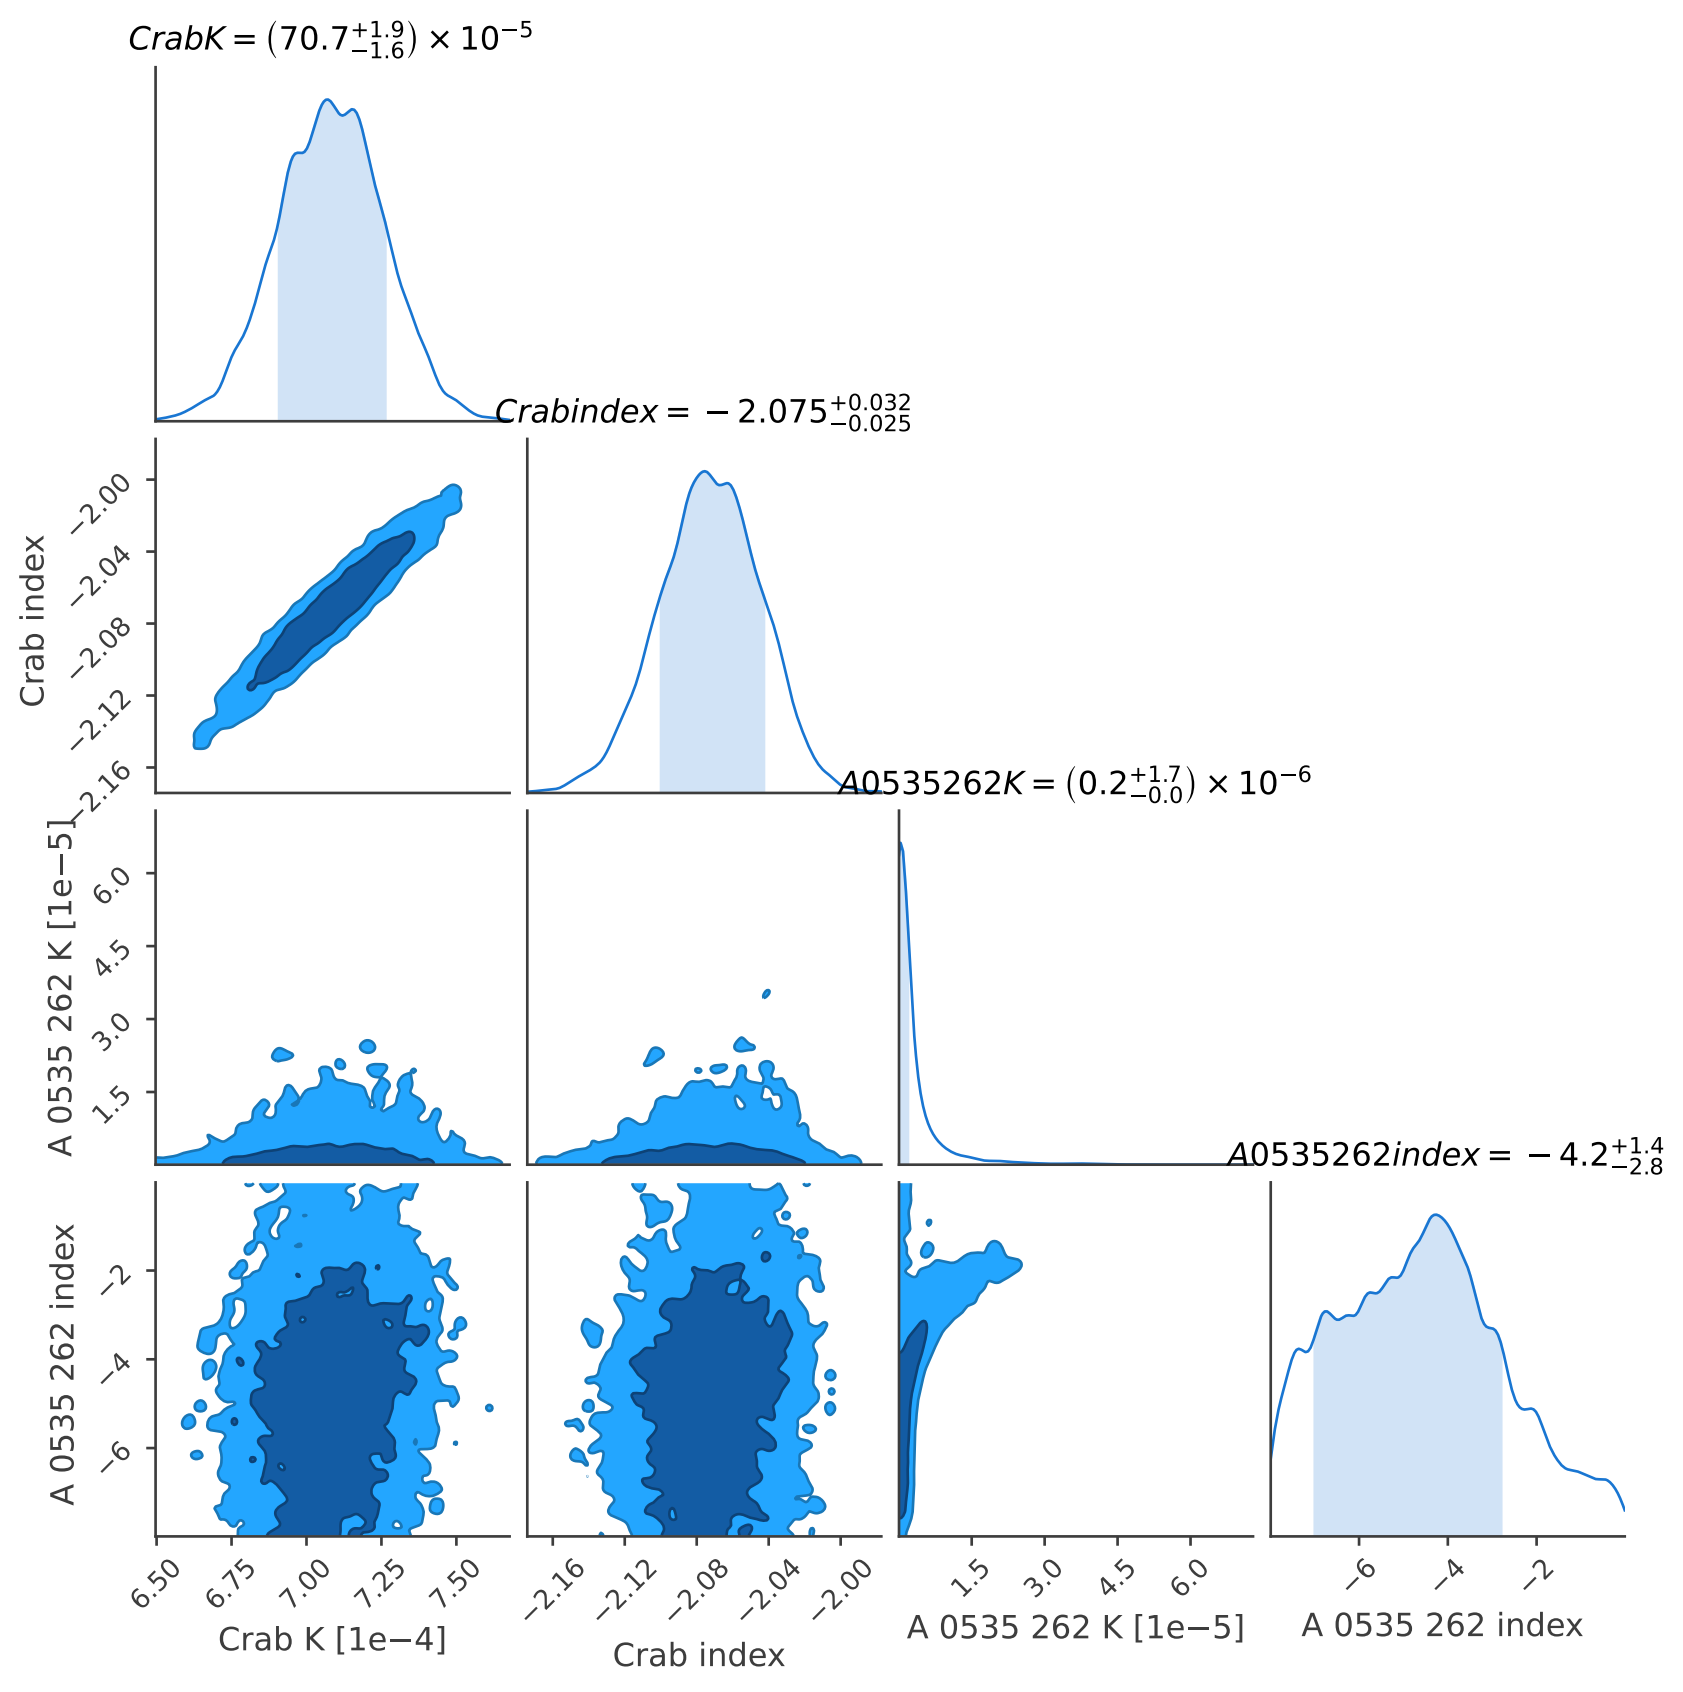 CrabK = (70.7 +1.9 −1.6) × 10−5
Crabindex = −2.075 +0.032 −0.025
A0535262K = (0.2 +1.7 −0.0) × 10−6
A0535262index = −4.2 +1.4 −2.8
Crab index
−2.00
−2.04
−2.08
−2.12
−2.16
A 0535 262 K [1e−5]
6.0
4.5
3.0
1.5
A 0535 262 index
−2
−4
−6
6.50 6.75 7.00 7.25 7.50
Crab K [1e−4]
−2.16 −2.12 −2.08 −2.04 −2.00
Crab index
1.5 3.0 4.5 6.0
A 0535 262 K [1e−5]
−6 −4 −2
A 0535 262 index